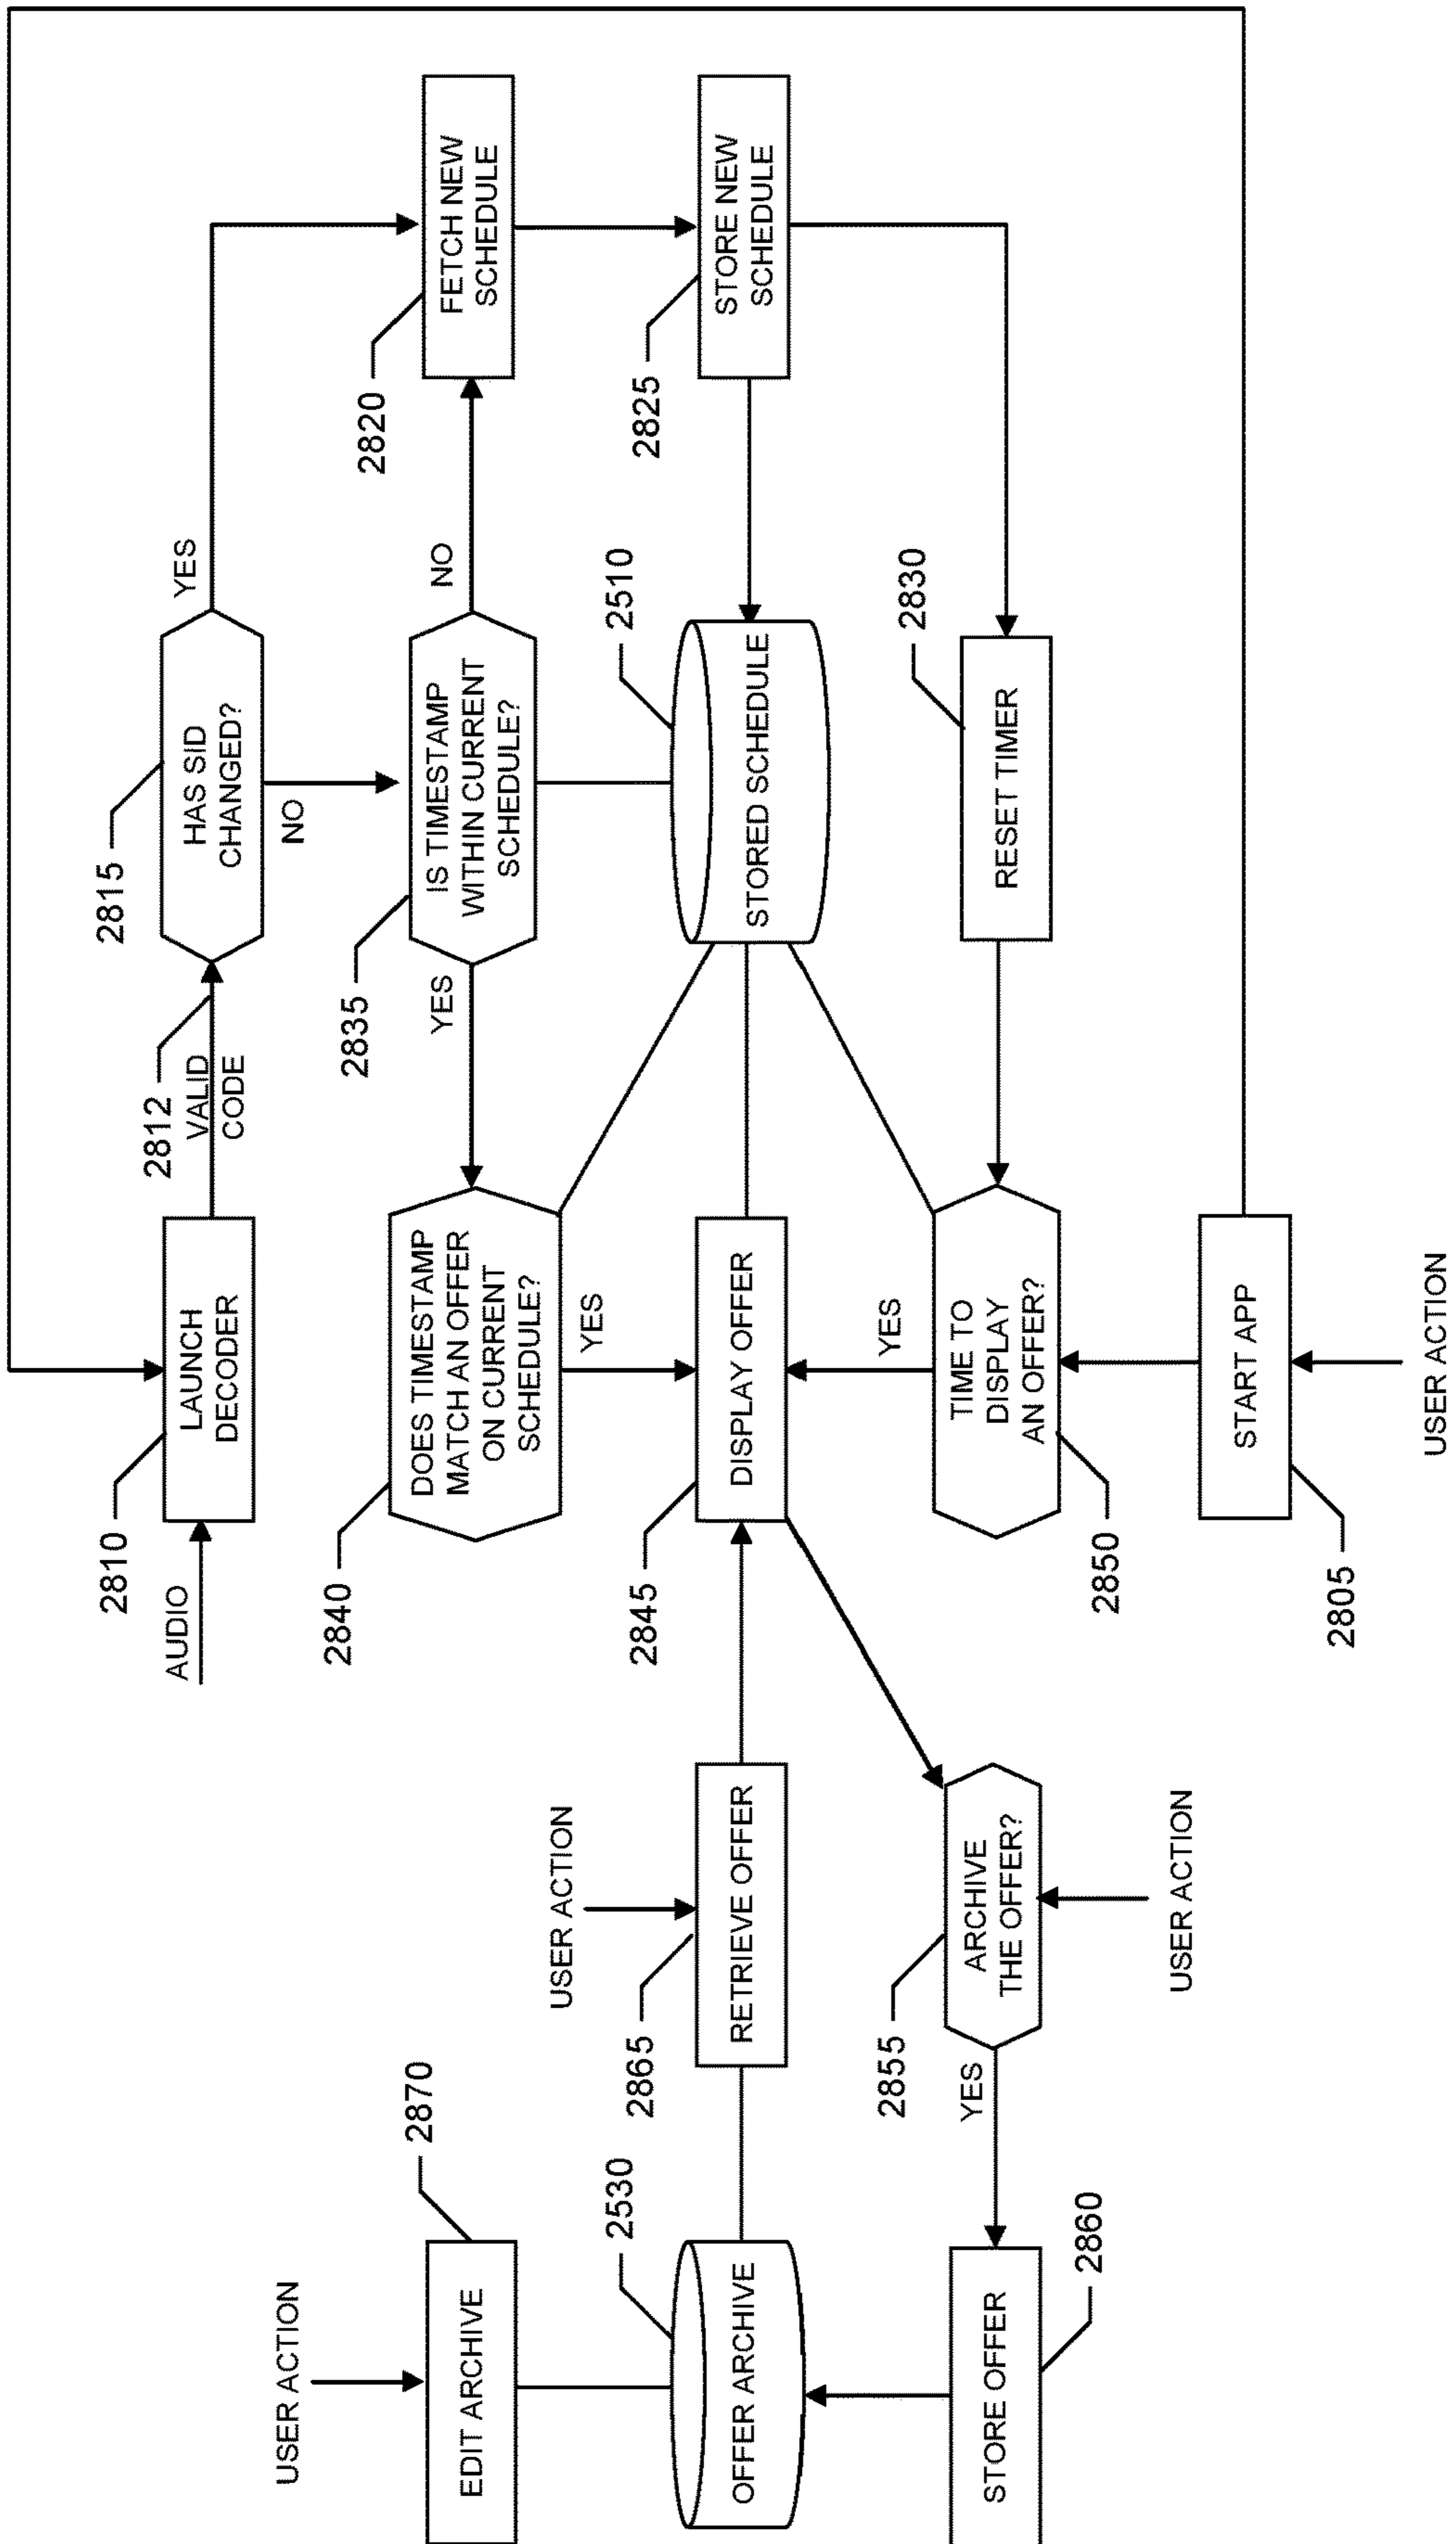 USER ACTION
EDIT ARCHIVE
2870
2530
OFFER ARCHIVE
STORE OFFER
2860
USER ACTION
2865
RETRIEVE OFFER
2855
ARCHIVE
THE OFFER?
YES
USER ACTION
AUDIO
2810
LAUNCH
DECODER
2812
VALID
CODE
2815
HAS SID
CHANGED?
YES
NO
2840
DOES TIMESTAMP
MATCH AN OFFER
ON CURRENT
SCHEDULE?
YES
YES
2835
IS TIMESTAMP
WITHIN CURRENT
SCHEDULE?
NO
2820
FETCH NEW
SCHEDULE
2845
DISPLAY OFFER
2510
STORED SCHEDULE
2825
STORE NEW
SCHEDULE
YES
2850
TIME TO
DISPLAY
AN OFFER?
2830
RESET TIMER
2805
START APP
USER ACTION